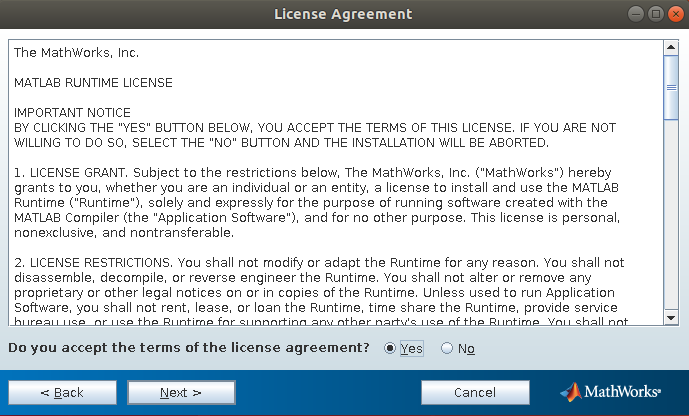 License Agreement
The MathWorks, Inc.
MATLAB RUNTIME LICENSE
IMPORTANT NOTICE
BY CLICKING THE "YES" BUTTON BELOW, YOU ACCEPT THE TERMS OF THIS LICENSE. IF YOU ARE NOT
WILLING TO DO SO, SELECT THE "NO" BUTTON AND THE INSTALLATION WILL BE ABORTED.
1. LICENSE GRANT. Subject to the restrictions below, The MathWorks, Inc. ("MathWorks") hereby
grants to you, whether you are an individual or an entity, a license to install and use the MATLAB
Runtime ("Runtime"), solely and expressly for the purpose of running software created with the
MATLAB Compiler (the "Application Software"), and for no other purpose. This license is personal,
nonexclusive, and nontransferable.
2. LICENSE RESTRICTIONS. You shall not modify or adapt the Runtime for any reason. You shall not
disassemble, decompile, or reverse engineer the Runtime. You shall not alter or remove any
proprietary or other legal notices on or in copies of the Runtime. Unless used to run Application
Software, you shall not rent, lease, or loan the Runtime, time share the Runtime, provide service
bureau use, or use the Runtime for supporting any other party's use of the Runtime. You shall not
Do you accept the terms of the license agreement? Yes No
< Back Next > Cancel MathWorks®